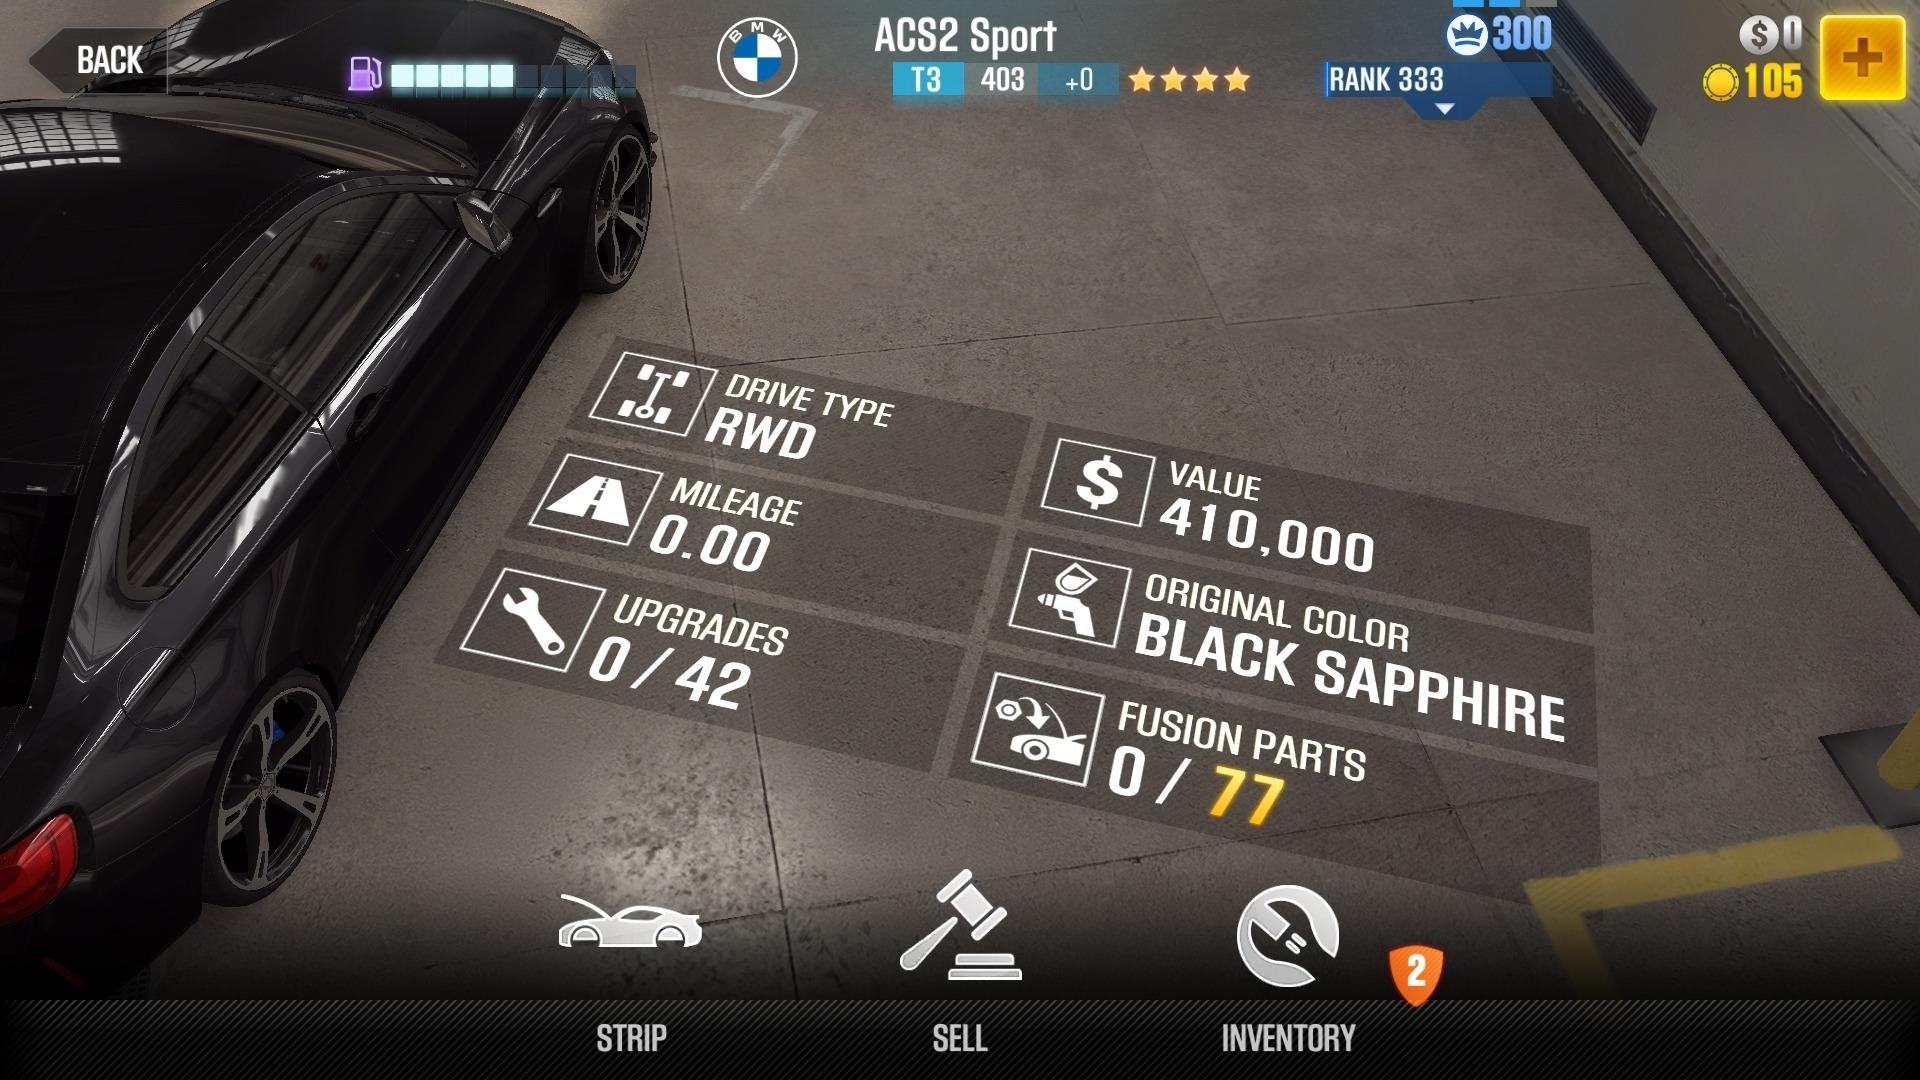 BACK
BMW
ACS2 Sport
T3 403 +0
300
RANK 333
0
105
DRIVE TYPE
RWD
MILEAGE
0.00
UPGRADES
0 / 42
VALUE
410,000
ORIGINAL COLOR
BLACK SAPPHIRE
FUSION PARTS
0 / 77
2
STRIP
SELL
INVENTORY